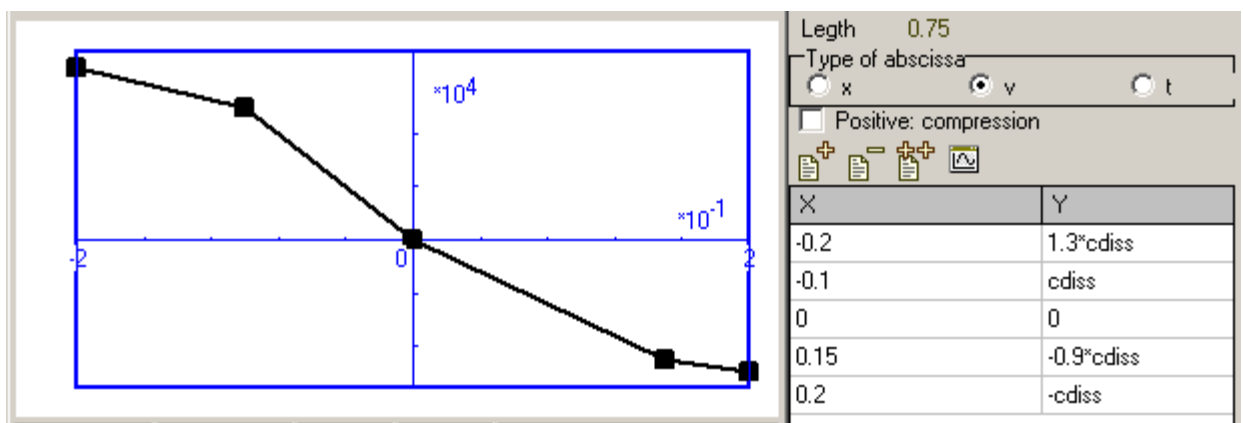 *10^4
*10^-1
-2 0 2
Legth 0.75
Type of abscissa
x v t
Positive: compression
X Y
-0.2 1.3*cdiss
-0.1 cdiss
0 0
0.15 -0.9*cdiss
0.2 -cdiss